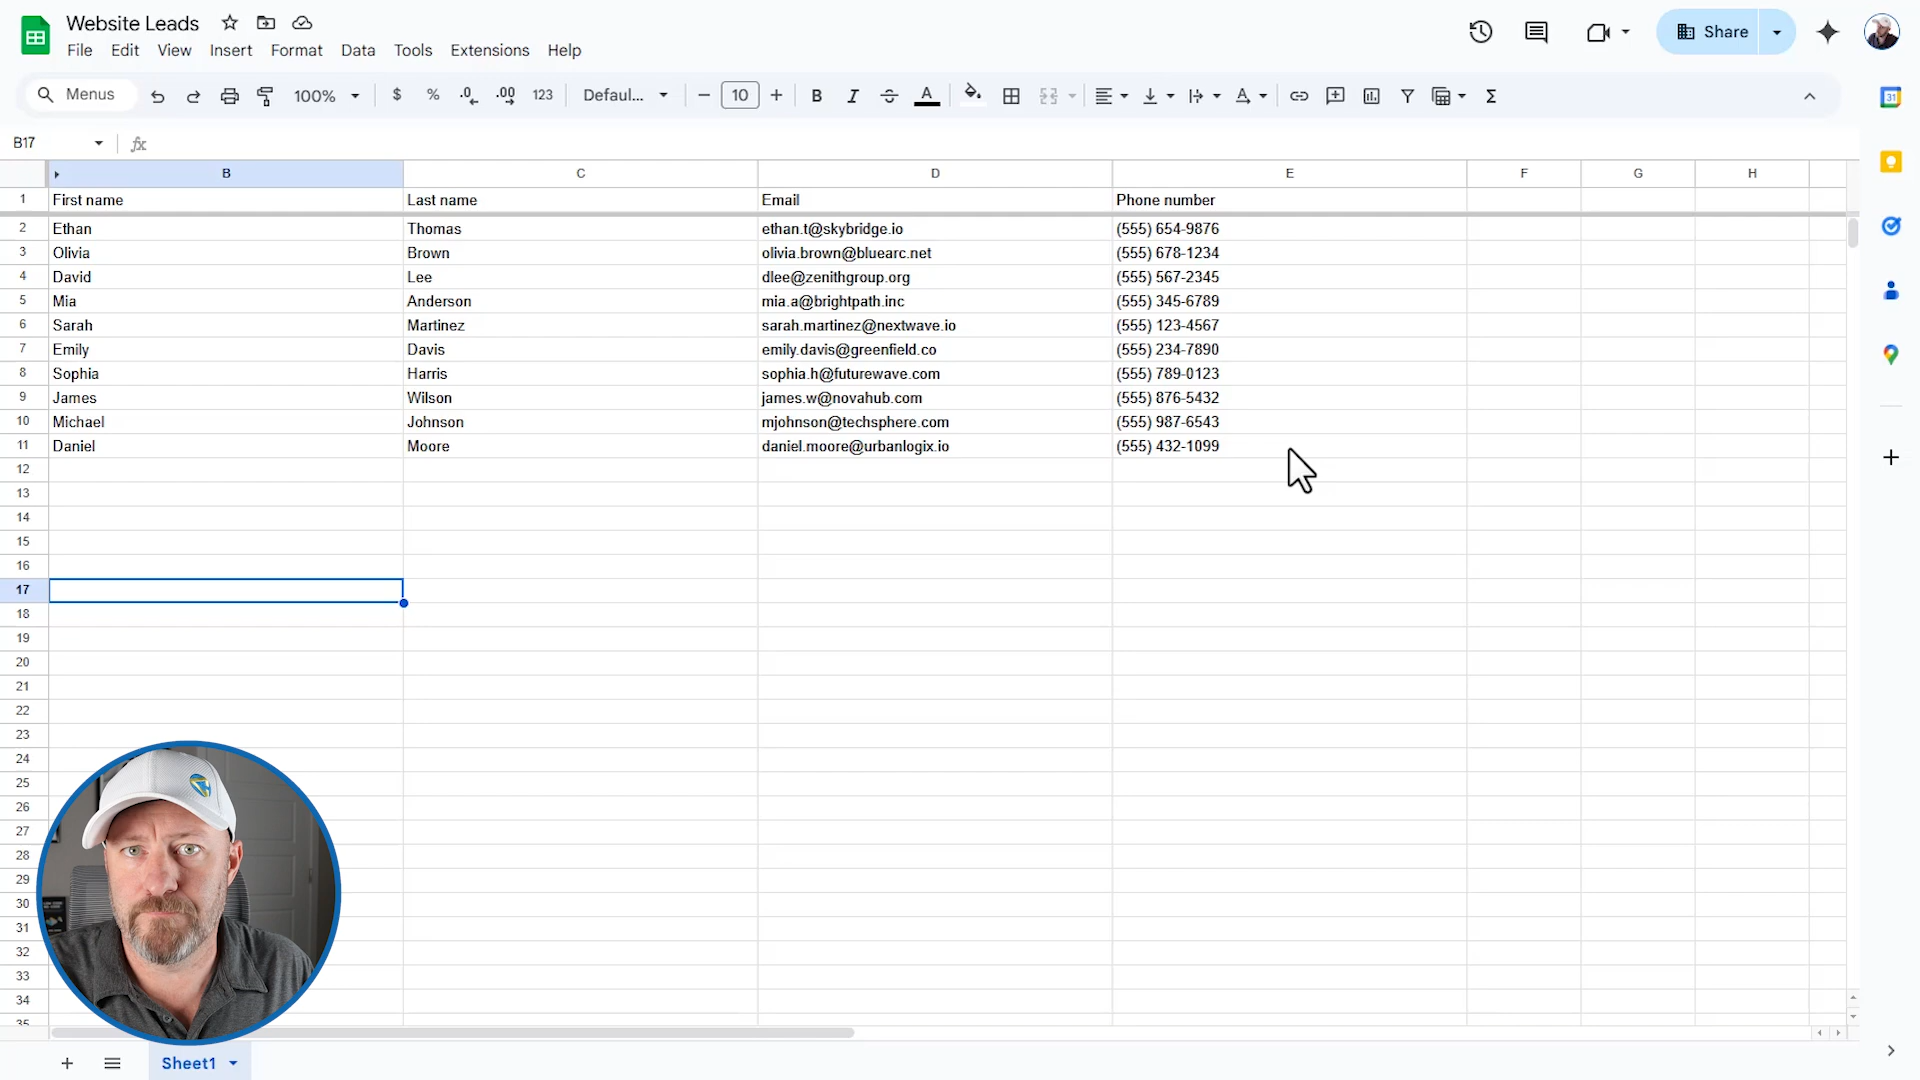 Website Leads
File Edit View Insert Format Data Tools Extensions Help
Share
Menus 100% $ % .0 .00 123 Defaul... 10 B I A
B17 fx
B C D E F G H
1 First name Last name Email Phone number
2 Ethan Thomas ethan.t@skybridge.io (555) 654-9876
3 Olivia Brown olivia.brown@bluearc.net (555) 678-1234
4 David Lee dlee@zenithgroup.org (555) 567-2345
5 Mia Anderson mia.a@brightpath.inc (555) 345-6789
6 Sarah Martinez sarah.martinez@nextwave.io (555) 123-4567
7 Emily Davis emily.davis@greenfield.co (555) 234-7890
8 Sophia Harris sophia.h@futurewave.com (555) 789-0123
9 James Wilson james.w@novahub.com (555) 876-5432
10 Michael Johnson mjohnson@techsphere.com (555) 987-6543
11 Daniel Moore daniel.moore@urbanlogix.io (555) 432-1099
12
13
14
15
16
17
18
19
20
21
22
23
24
25
26
27
28
29
30
31
32
33
34
35
Sheet1
31